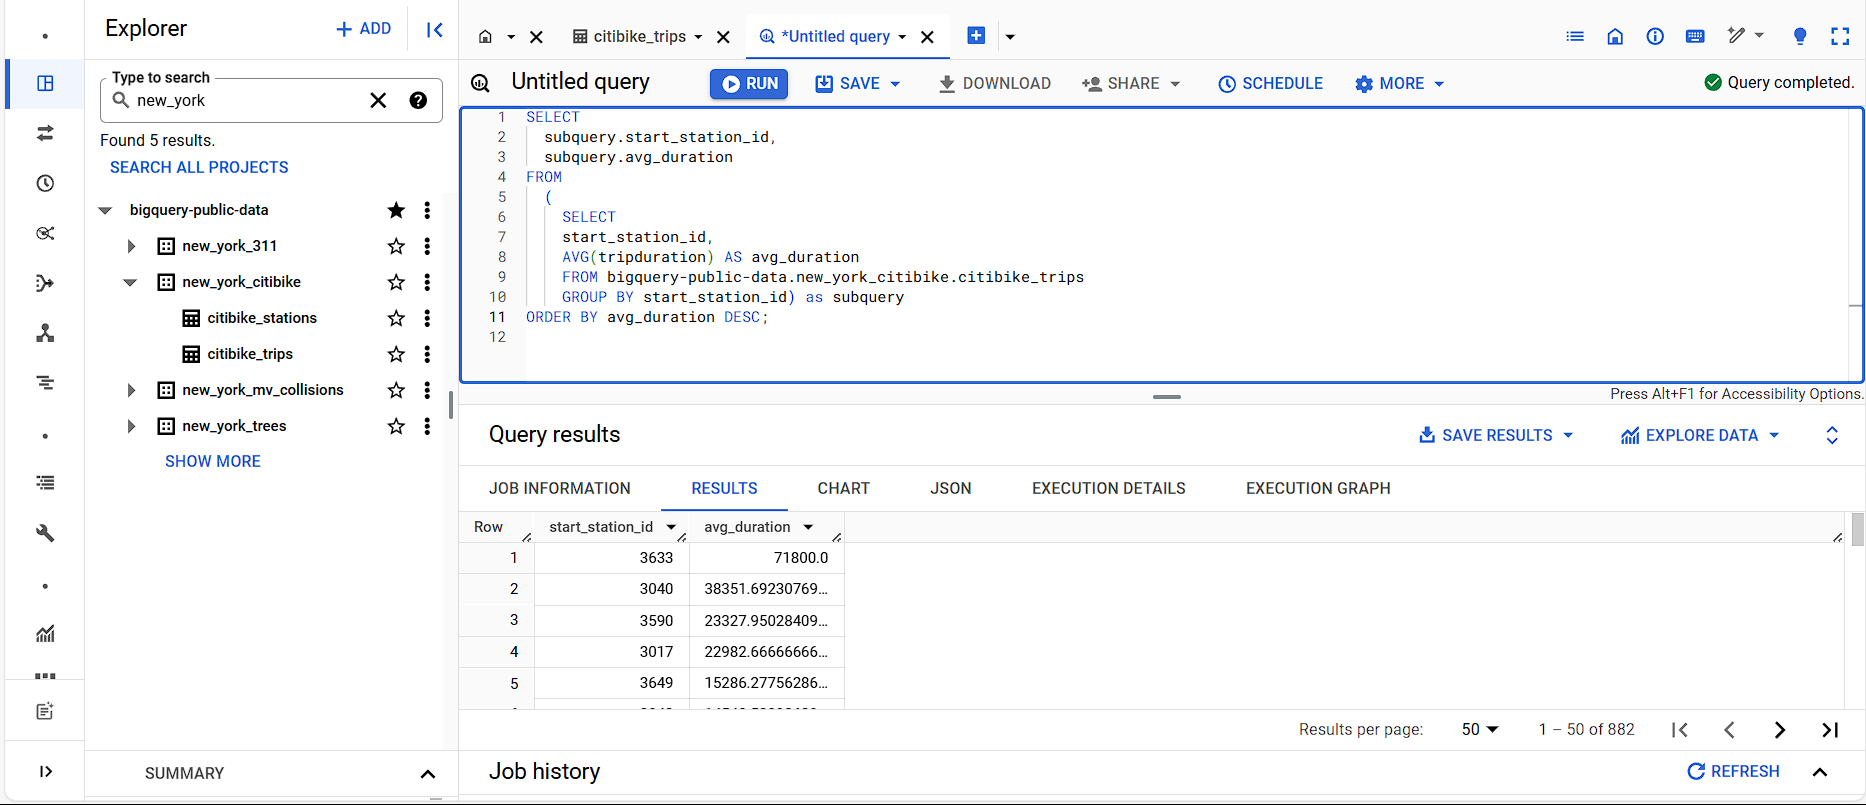 Explorer
ADD
citibike_trips
*Untitled query
Type to search
new_york
Found 5 results.
SEARCH ALL PROJECTS
bigquery-public-data
new_york_311
new_york_citibike
citibike_stations
citibike_trips
new_york_mv_collisions
new_york_trees
SHOW MORE
SUMMARY
Untitled query
RUN
SAVE
DOWNLOAD
SHARE
SCHEDULE
MORE
Query completed.
1 SELECT
2 subquery.start_station_id,
3 subquery.avg_duration
4 FROM
5 (
6 SELECT
7 start_station_id,
8 AVG(tripduration) AS avg_duration
9 FROM bigquery-public-data.new_york_citibike.citibike_trips
10 GROUP BY start_station_id) as subquery
11 ORDER BY avg_duration DESC;
12
Press Alt+F1 for Accessibility Options.
Query results
SAVE RESULTS
EXPLORE DATA
JOB INFORMATION RESULTS CHART JSON EXECUTION DETAILS EXECUTION GRAPH
Row start_station_id avg_duration
1 3633 71800.0
2 3040 38351.69230769...
3 3590 23327.95028409...
4 3017 22982.66666666...
5 3649 15286.27756286...
Results per page: 50 1 – 50 of 882
Job history
REFRESH